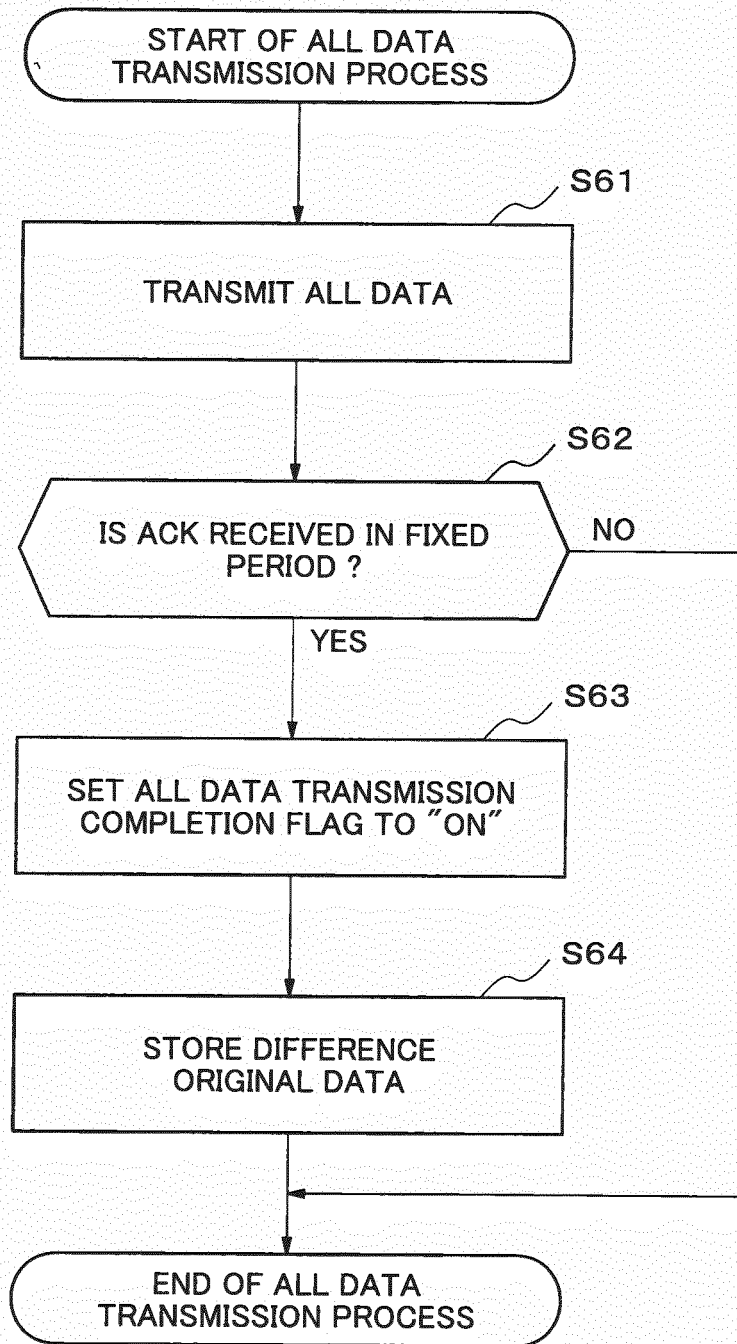 START OF ALL DATA
TRANSMISSION PROCESS
S61
TRANSMIT ALL DATA
S62
IS ACK RECEIVED IN FIXED
PERIOD ?
NO
YES
S63
SET ALL DATA TRANSMISSION
COMPLETION FLAG TO "ON"
S64
STORE DIFFERENCE
ORIGINAL DATA
END OF ALL DATA
TRANSMISSION PROCESS